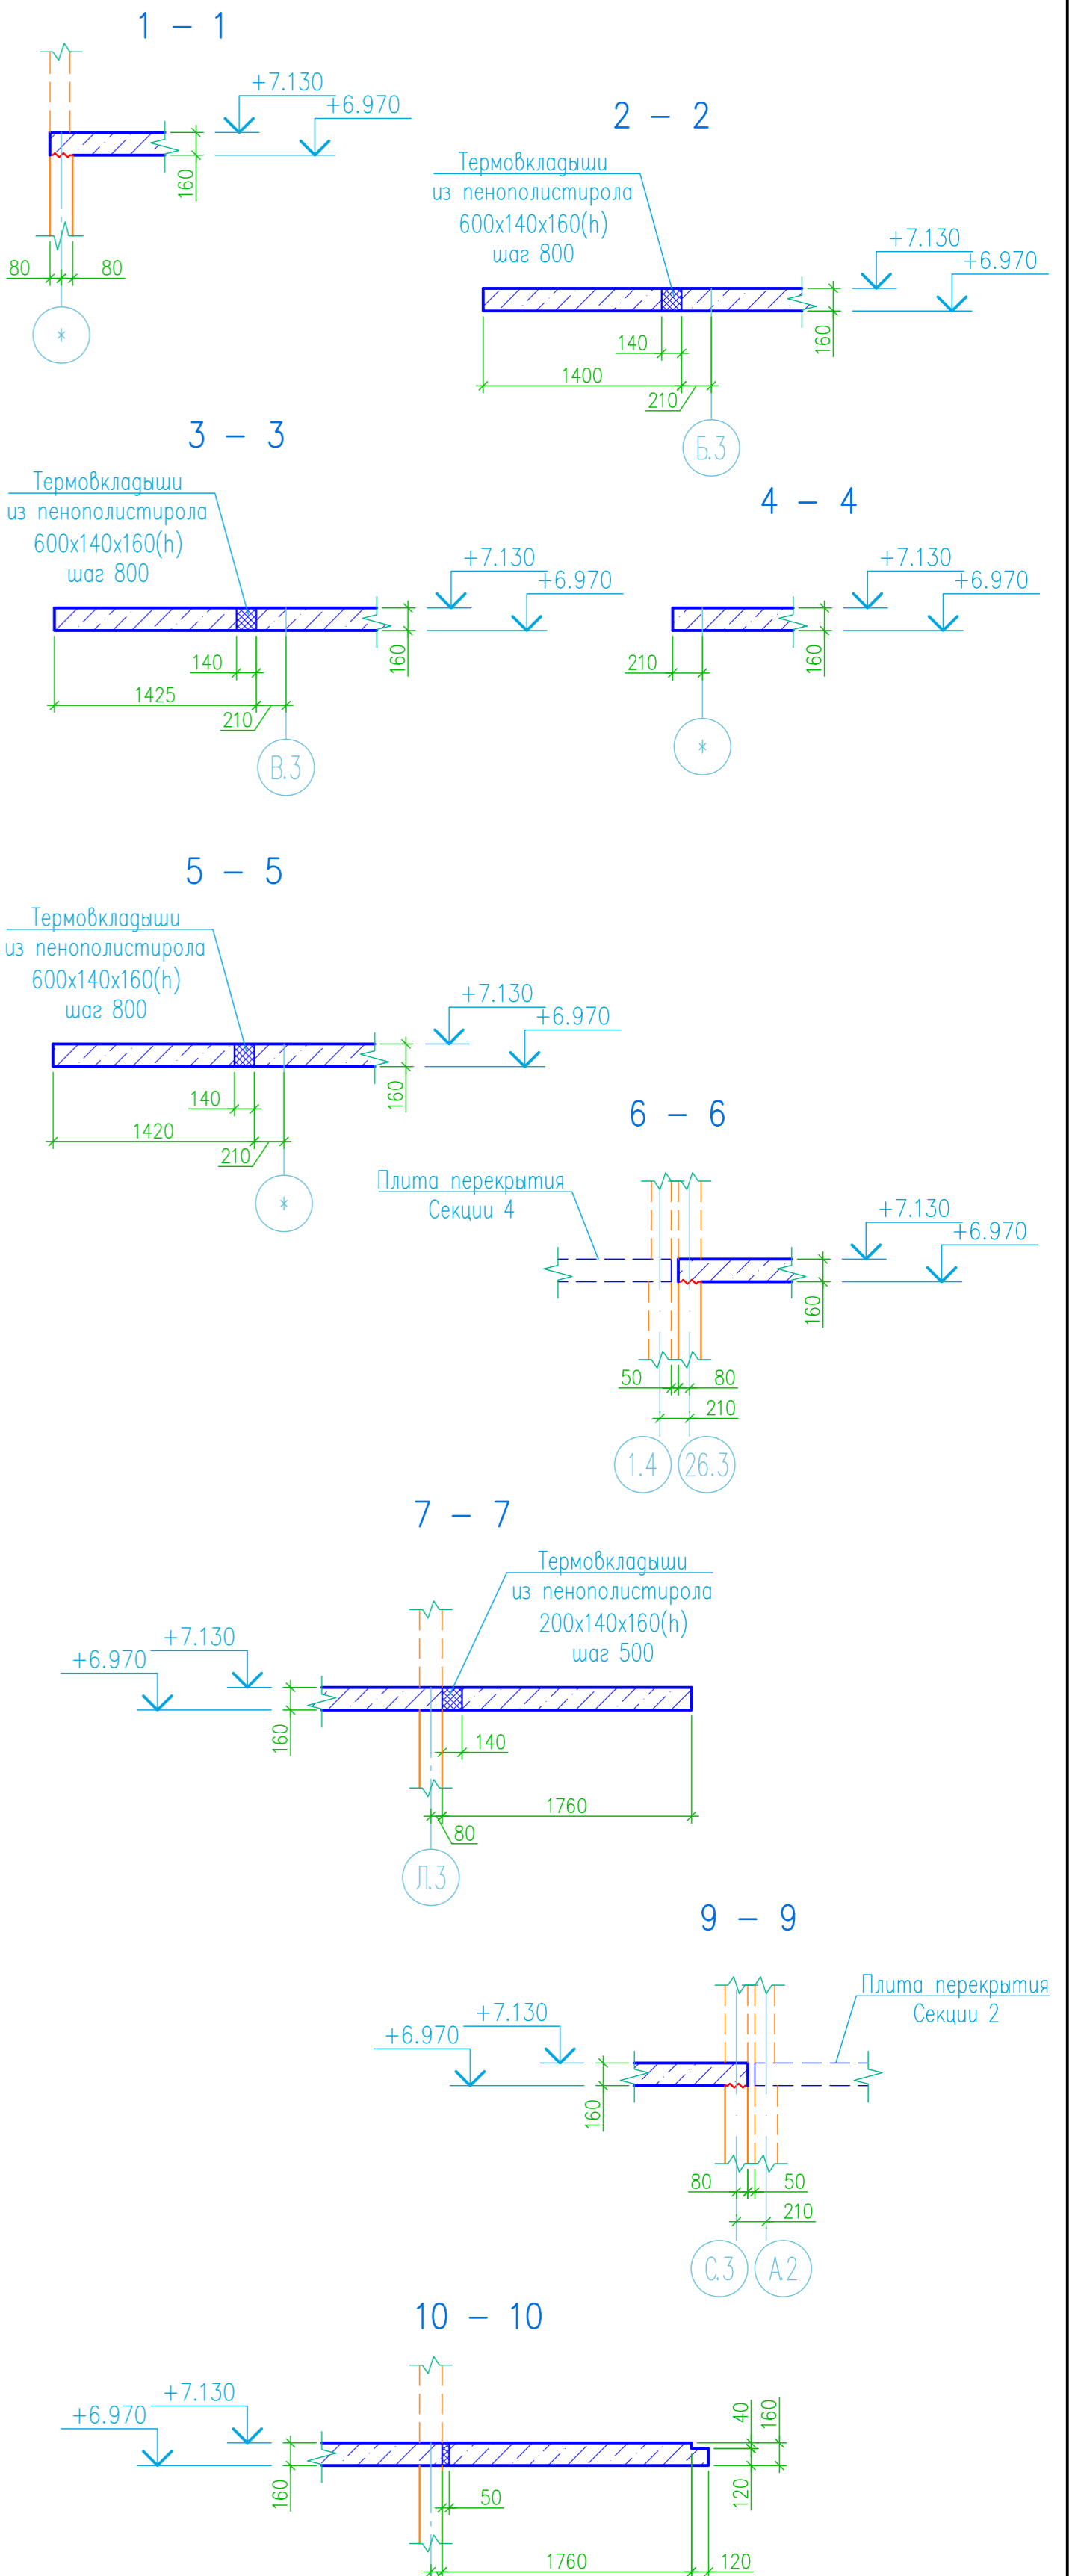 1 - 1
+7.130
+6.970
160
80
80
*
2 - 2
Термовкладыши
из пенополистирола
600х140х160(h)
шаг 800
+7.130
+6.970
160
140
1400
210
Б.3
3 - 3
Термовкладыши
из пенополистирола
600х140х160(h)
шаг 800
+7.130
+6.970
160
140
1425
210
В.3
4 - 4
+7.130
+6.970
160
210
*
5 - 5
Термовкладыши
из пенополистирола
600х140х160(h)
шаг 800
+7.130
+6.970
160
140
1420
210
*
6 - 6
Плита перекрытия
Секции 4
+7.130
+6.970
160
50
80
210
1.4
26.3
7 - 7
Термовкладыши
из пенополистирола
200х140х160(h)
шаг 500
+7.130
+6.970
160
140
1760
80
Л.3
9 - 9
Плита перекрытия
Секции 2
+7.130
+6.970
160
80
50
210
С.3
А.2
10 - 10
+7.130
+6.970
160
40
160
120
50
1760
120